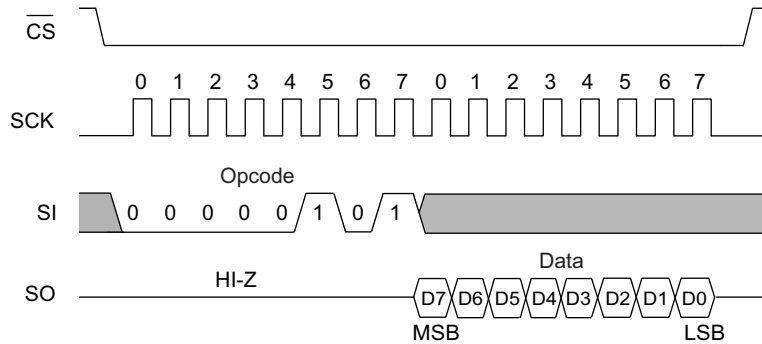 CS
0 1 2 3 4 5 6 7 0 1 2 3 4 5 6 7
SCK
Opcode
SI 0 0 0 0 0 1 0 1
Data
HI-Z
SO D7 D6 D5 D4 D3 D2 D1 D0
MSB LSB